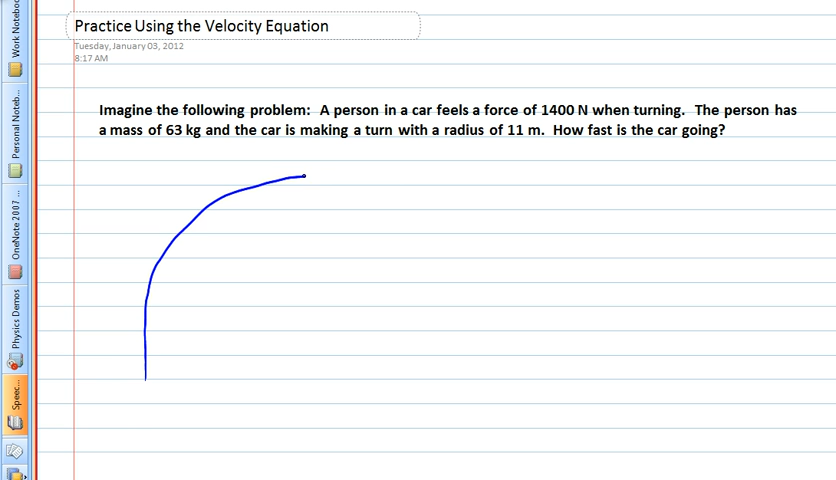 Practice Using the Velocity Equation
Tuesday, January 03, 2012
8:17 AM
Imagine the following problem:  A person in a car feels a force of 1400 N when turning.  The person has
a mass of 63 kg and the car is making a turn with a radius of 11 m.  How fast is the car going?
Work Noteboo
Personal Noteb...
OneNote 2007 ...
Physics Demos
Speec...